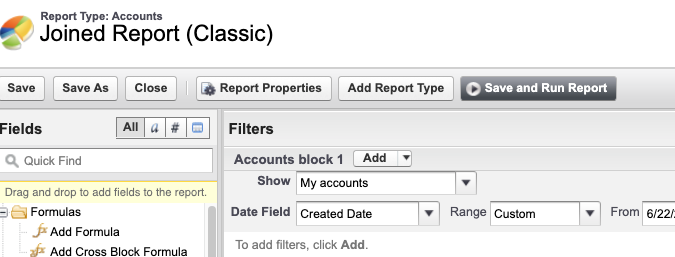 Report Type: Accounts
Joined Report (Classic)
Save Save As Close Report Properties Add Report Type Save and Run Report
Fields All a #
Quick Find
Drag and drop to add fields to the report.
Formulas
Add Formula
Add Cross Block Formula
Filters
Accounts block 1 Add
Show My accounts
Date Field Created Date Range Custom From 6/22/
To add filters, click Add.